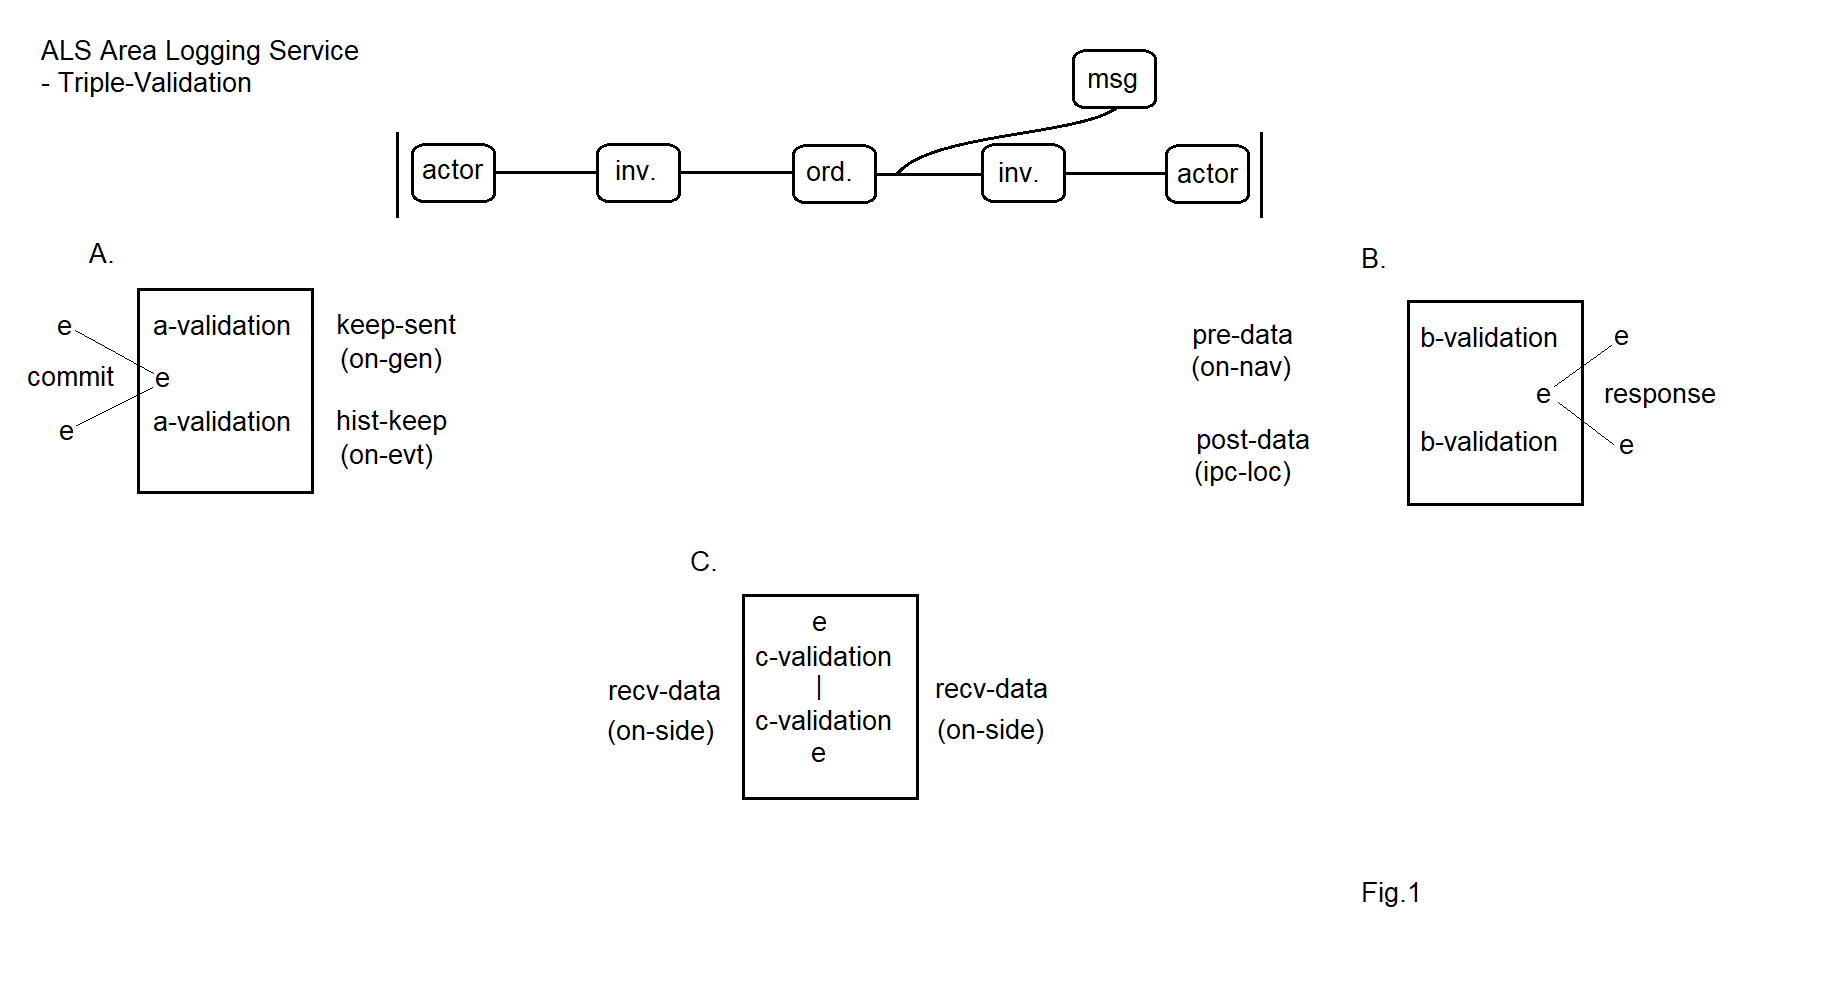 ALS Area Logging Service
- Triple-Validation
msg
actor
inv.
ord.
inv.
actor
A.
e
commit
e
e
a-validation
a-validation
keep-sent
(on-gen)
hist-keep
(on-evt)
B.
pre-data
(on-nav)
post-data
(ipc-loc)
b-validation
e
b-validation
e
response
e
C.
recv-data
(on-side)
e
c-validation
|
c-validation
e
recv-data
(on-side)
Fig.1